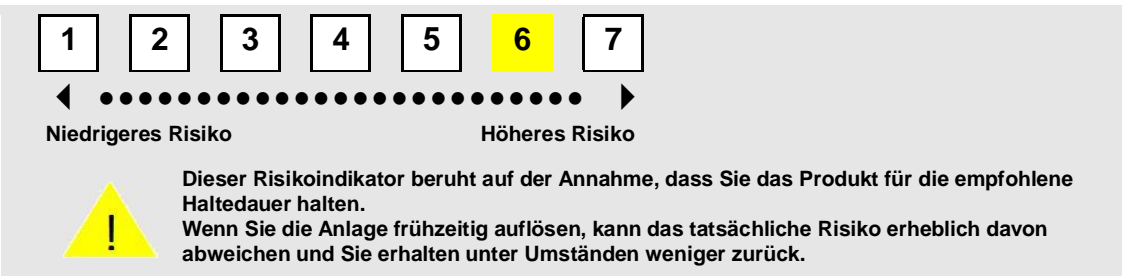 1 2 3 4 5 6 7
Niedrigeres Risiko Höheres Risiko
Dieser Risikoindikator beruht auf der Annahme, dass Sie das Produkt für die empfohlene
Haltedauer halten.
Wenn Sie die Anlage frühzeitig auflösen, kann das tatsächliche Risiko erheblich davon
abweichen und Sie erhalten unter Umständen weniger zurück.
!